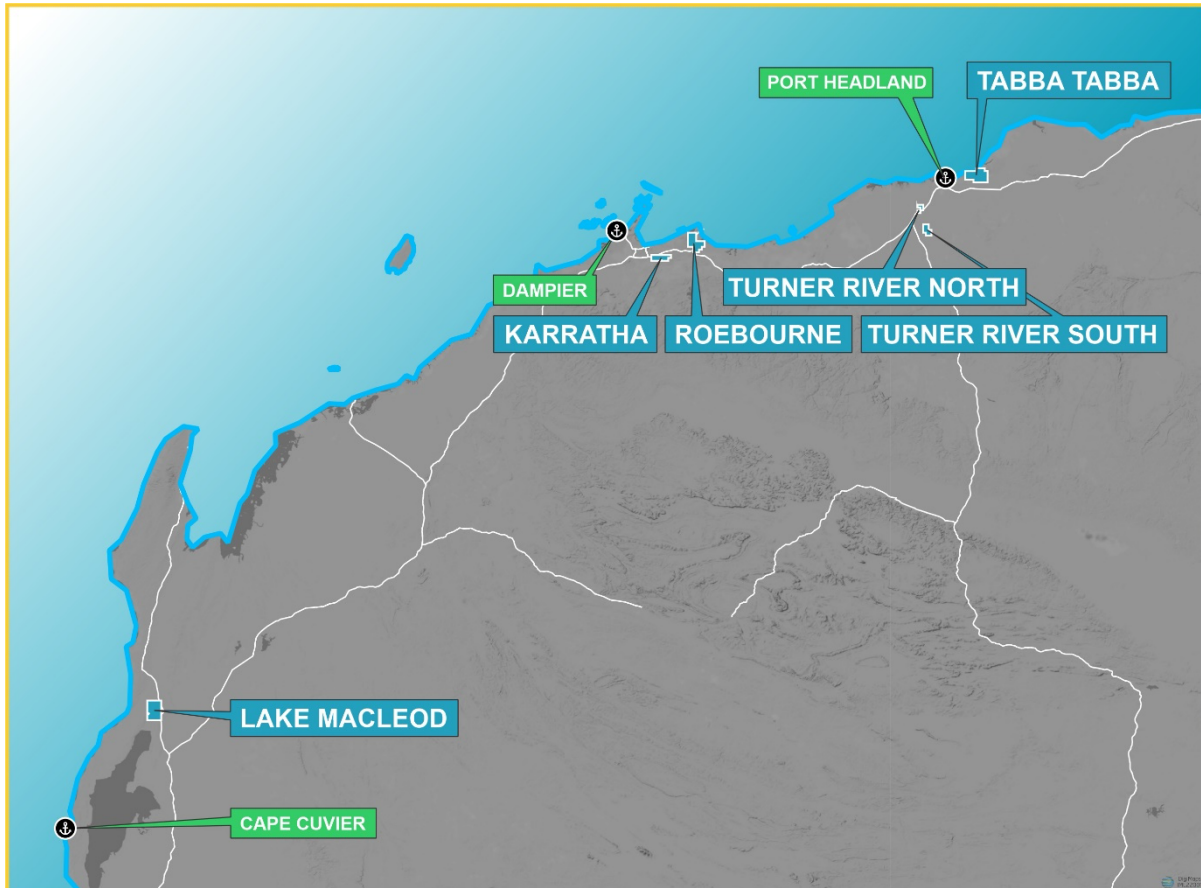 PORT HEADLAND
TABBA TABBA
DAMPIER
TURNER RIVER NORTH
KARRATHA
ROEBOURNE
TURNER RIVER SOUTH
LAKE MACLEOD
CAPE CUVIER